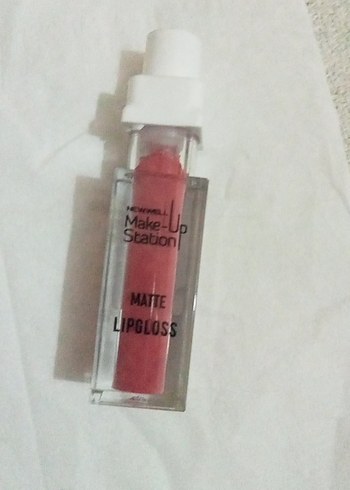 NEW WELL
Make-Up
Station
MATTE
LIPGLOSS